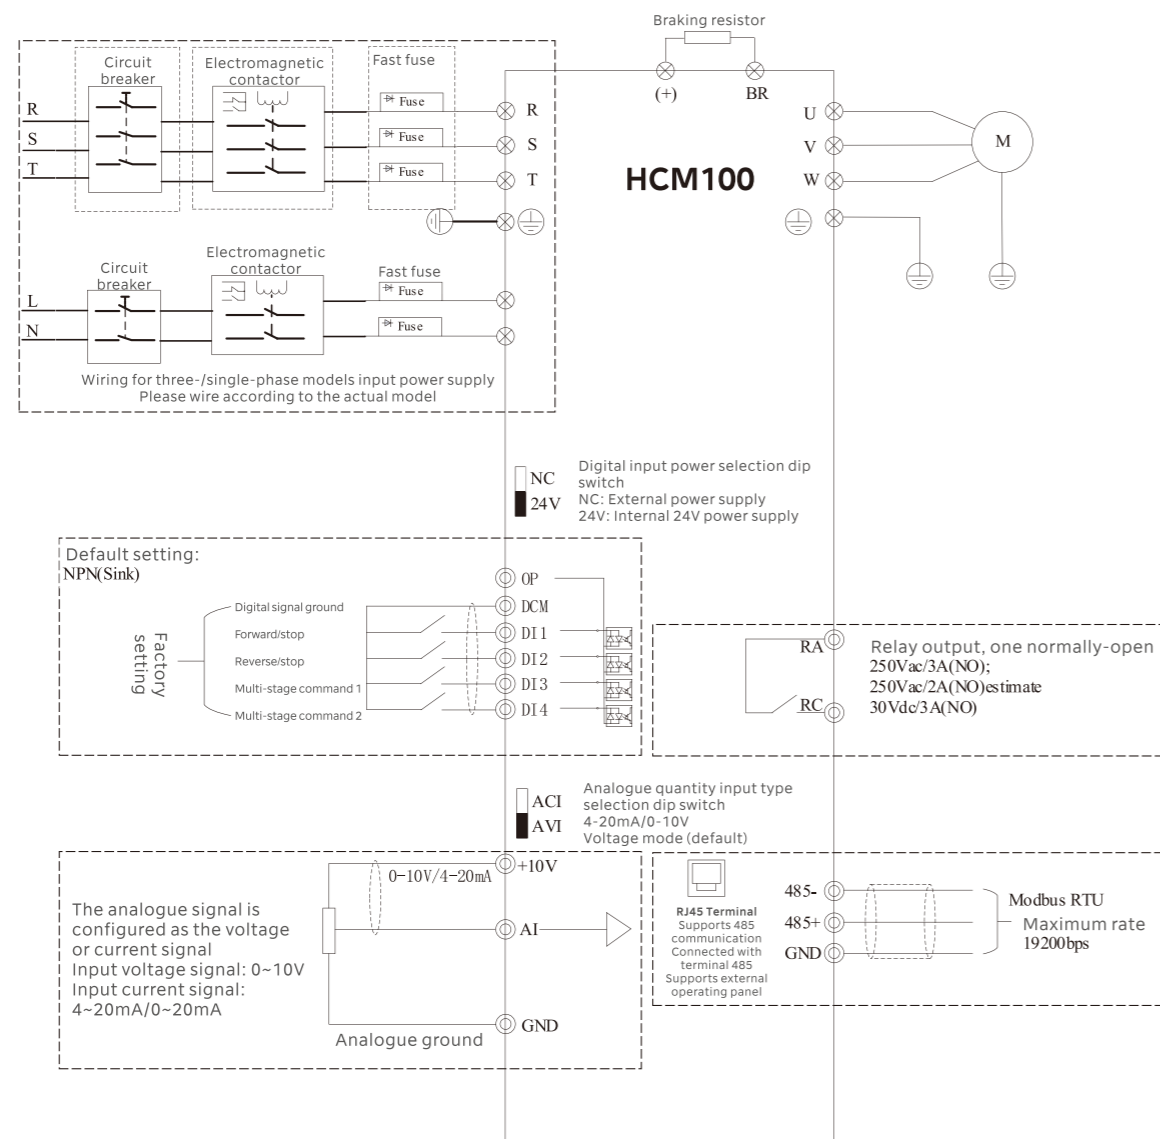 Braking resistor
(+)
BR
Circuit
breaker
Electromagnetic
contactor
Fast fuse
R
S
T
Fuse
Fuse
Fuse
R
S
T
HCM100
U
V
W
M
Circuit
breaker
Electromagnetic
contactor
Fast fuse
L
N
Fuse
Fuse
Wiring for three-/single-phase models input power supply
Please wire according to the actual model
NC
24V
Digital input power selection dip
switch
NC: External power supply
24V: Internal 24V power supply
Default setting:
NPN(Sink)
Factory
setting
Digital signal ground
Forward/stop
Reverse/stop
Multi-stage command 1
Multi-stage command 2
OP
DCM
DI1
DI2
DI3
DI4
RA
RC
Relay output, one normally-open
250Vac/3A(NO);
250Vac/2A(NO)estimate
30Vdc/3A(NO)
ACI
AVI
Analogue quantity input type
selection dip switch
4-20mA/0-10V
Voltage mode (default)
The analogue signal is
configured as the voltage
or current signal
Input voltage signal: 0~10V
Input current signal:
4~20mA/0~20mA
0-10V/4-20mA
+10V
AI
GND
Analogue ground
RJ45 Terminal
Supports 485
communication
Connected with
terminal 485
Supports external
operating panel
485-
485+
GND
Modbus RTU
Maximum rate
19200bps